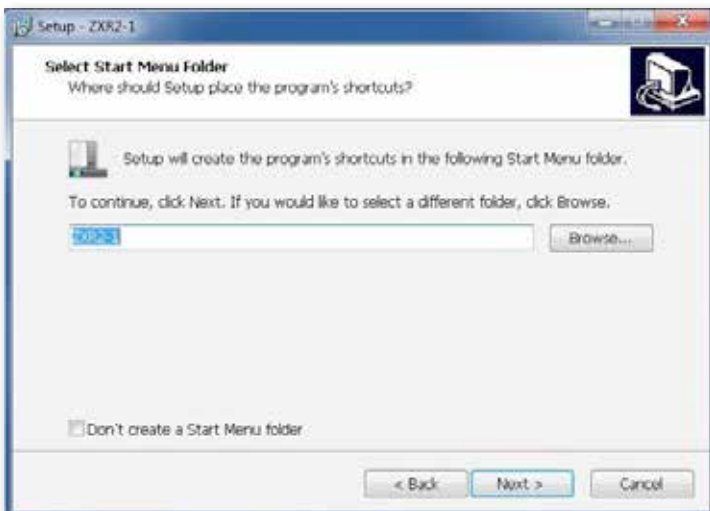 Setup - ZXR2-1
Select Start Menu Folder
Where should Setup place the program's shortcuts?
Setup will create the program's shortcuts in the following Start Menu folder.
To continue, click Next. If you would like to select a different folder, click Browse.
ZXR2-1
Browse...
Don't create a Start Menu folder
< Back
Next >
Cancel